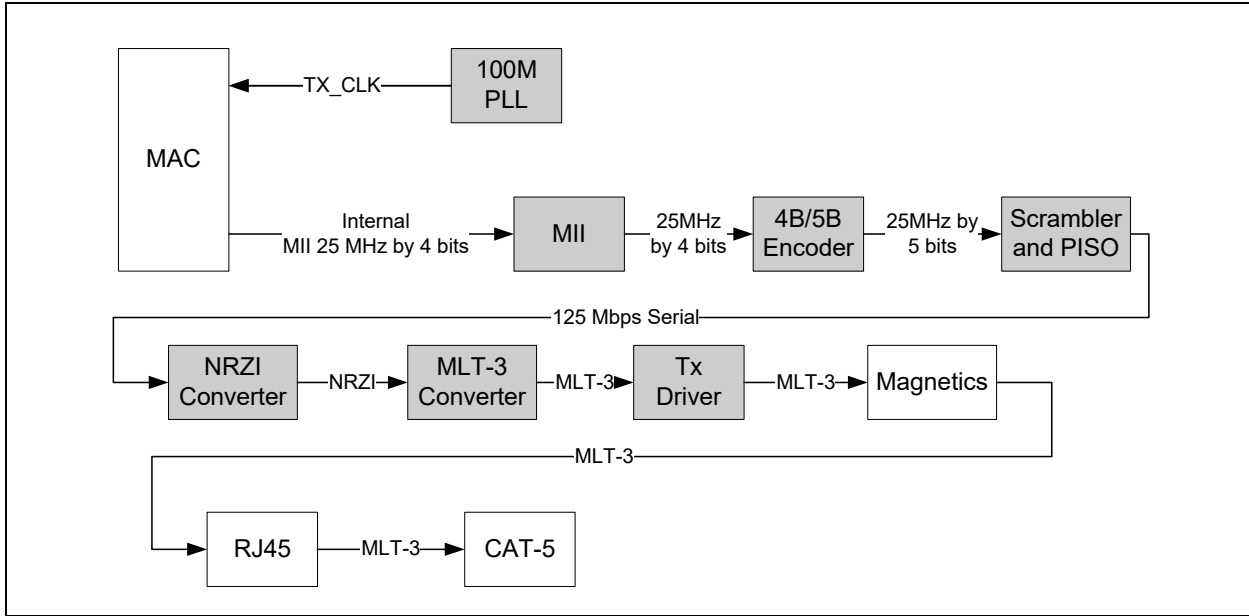 100M
PLL
TX_CLK
MAC
Internal
MII 25 MHz by 4 bits
MII
25MHz
by 4 bits
4B/5B
Encoder
25MHz by
5 bits
Scrambler
and PISO
125 Mbps Serial
NRZI
Converter
NRZI
MLT-3
Converter
MLT-3
Tx
Driver
MLT-3
Magnetics
MLT-3
RJ45
MLT-3
CAT-5